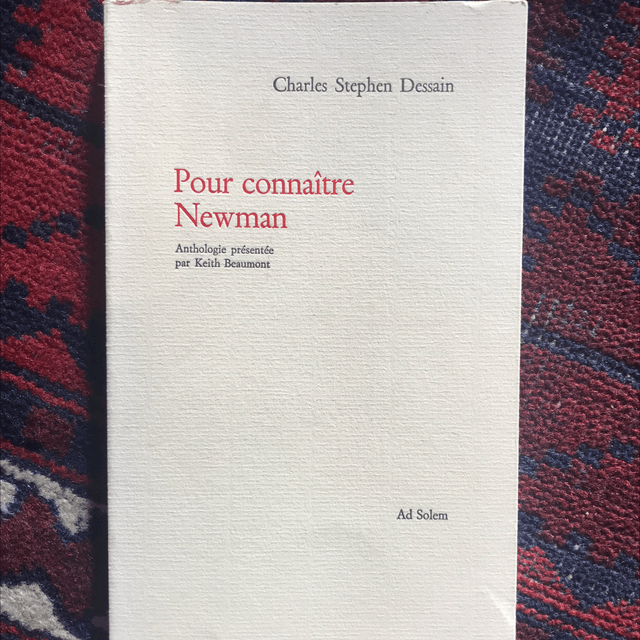 Charles Stephen Dessain
Pour connaître
Newman
Anthologie présentée
par Keith Beaumont
Ad Solem